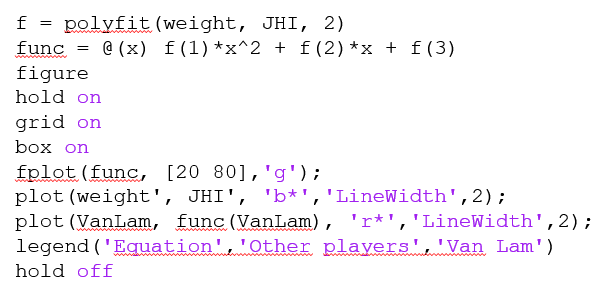 f = polyfit(weight, JHI, 2)
func = @(x) f(1)*x^2 + f(2)*x + f(3)
figure
hold on
grid on
box on
fplot(func, [20 80],'g');
plot(weight', JHI', 'b*','LineWidth',2);
plot(VanLam, func(VanLam), 'r*','LineWidth',2);
legend('Equation','Other players','Van Lam')
hold off